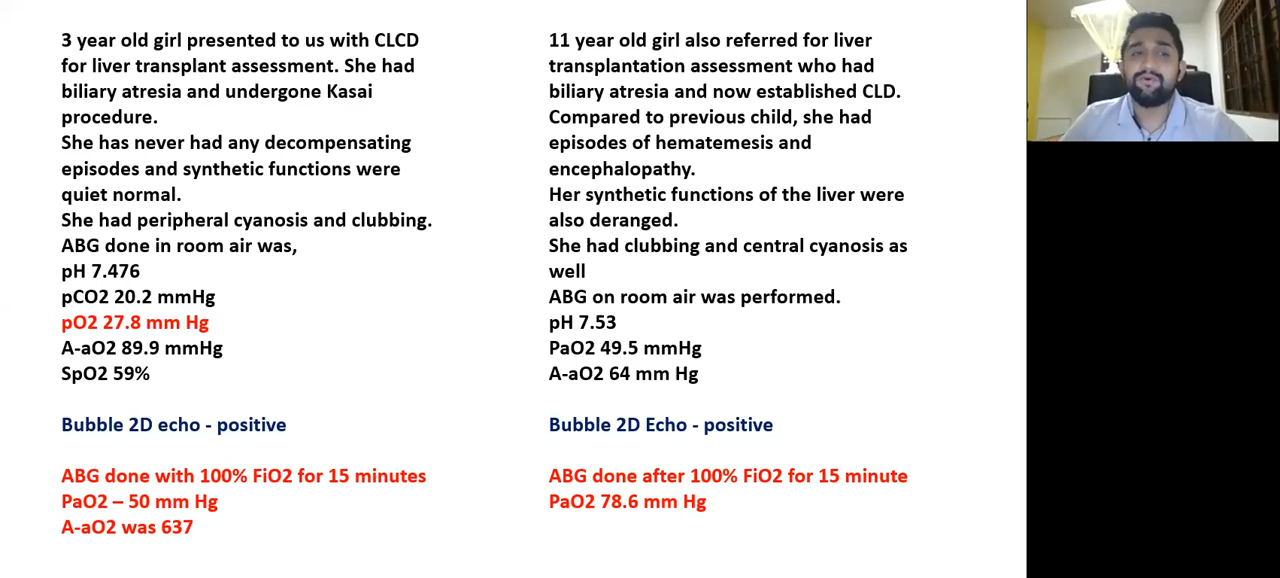 3 year old girl presented to us with CLCD
for liver transplant assessment. She had
biliary atresia and undergone Kasai
procedure.
She has never had any decompensating
episodes and synthetic functions were
quiet normal.
She had peripheral cyanosis and clubbing.
ABG done in room air was,
pH 7.476
pCO2 20.2 mmHg
pO2 27.8 mm Hg
A-aO2 89.9 mmHg
SpO2 59%
Bubble 2D echo - positive
ABG done with 100% FiO2 for 15 minutes
PaO2 – 50 mm Hg
A-aO2 was 637
11 year old girl also referred for liver
transplantation assessment who had
biliary atresia and now established CLD.
Compared to previous child, she had
episodes of hematemesis and
encephalopathy.
Her synthetic functions of the liver were
also deranged.
She had clubbing and central cyanosis as
well
ABG on room air was performed.
pH 7.53
PaO2 49.5 mmHg
A-aO2 64 mm Hg
Bubble 2D Echo - positive
ABG done after 100% FiO2 for 15 minute
PaO2 78.6 mm Hg